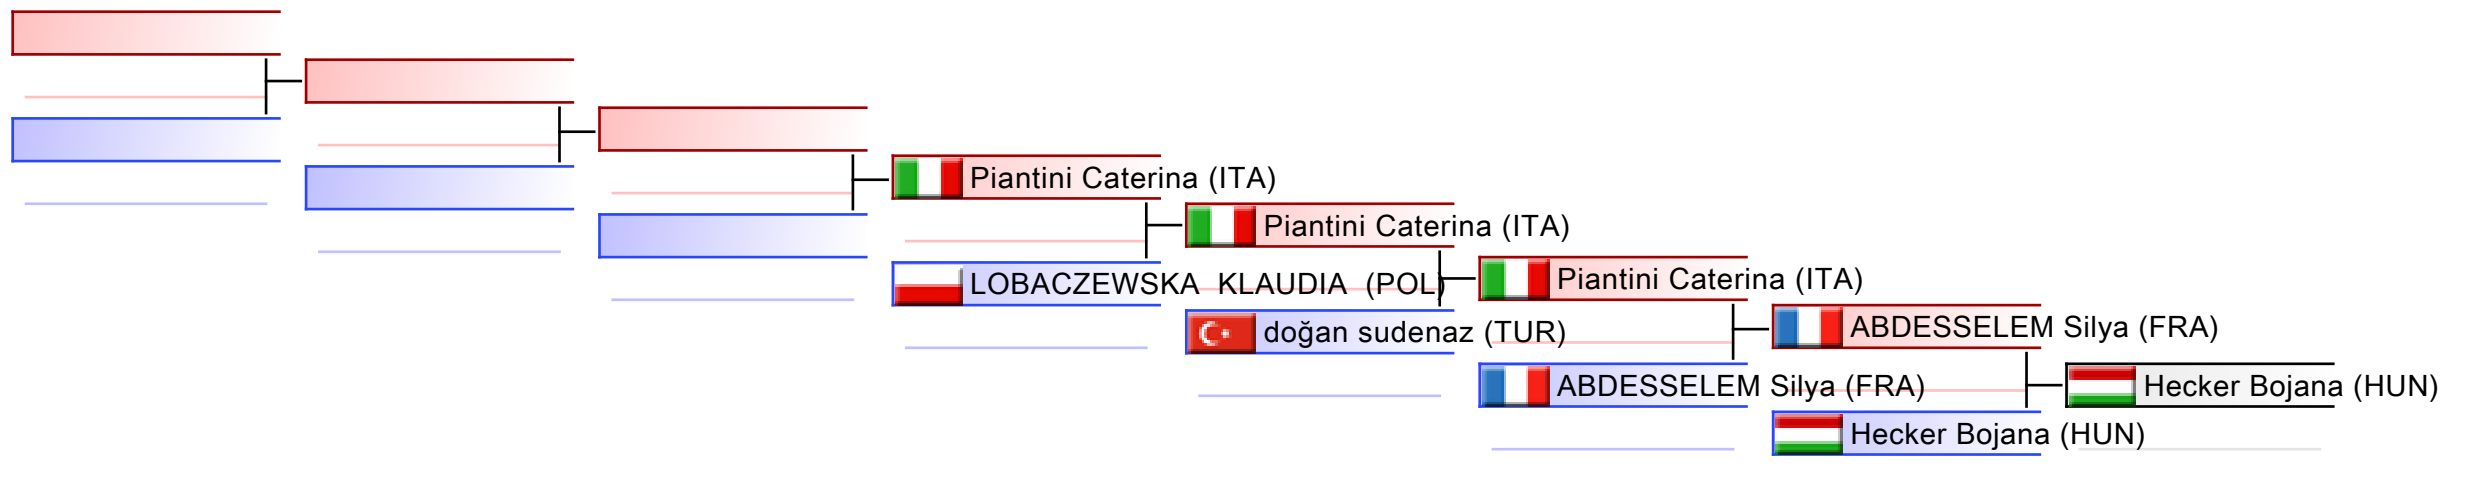 Piantini Caterina (ITA)
Piantini Caterina (ITA)
LOBACZEWSKA KLAUDIA (POL)
Piantini Caterina (ITA)
doğan sudenaz (TUR)
ABDESSELEM Silya (FRA)
ABDESSELEM Silya (FRA)
Hecker Bojana (HUN)
Hecker Bojana (HUN)